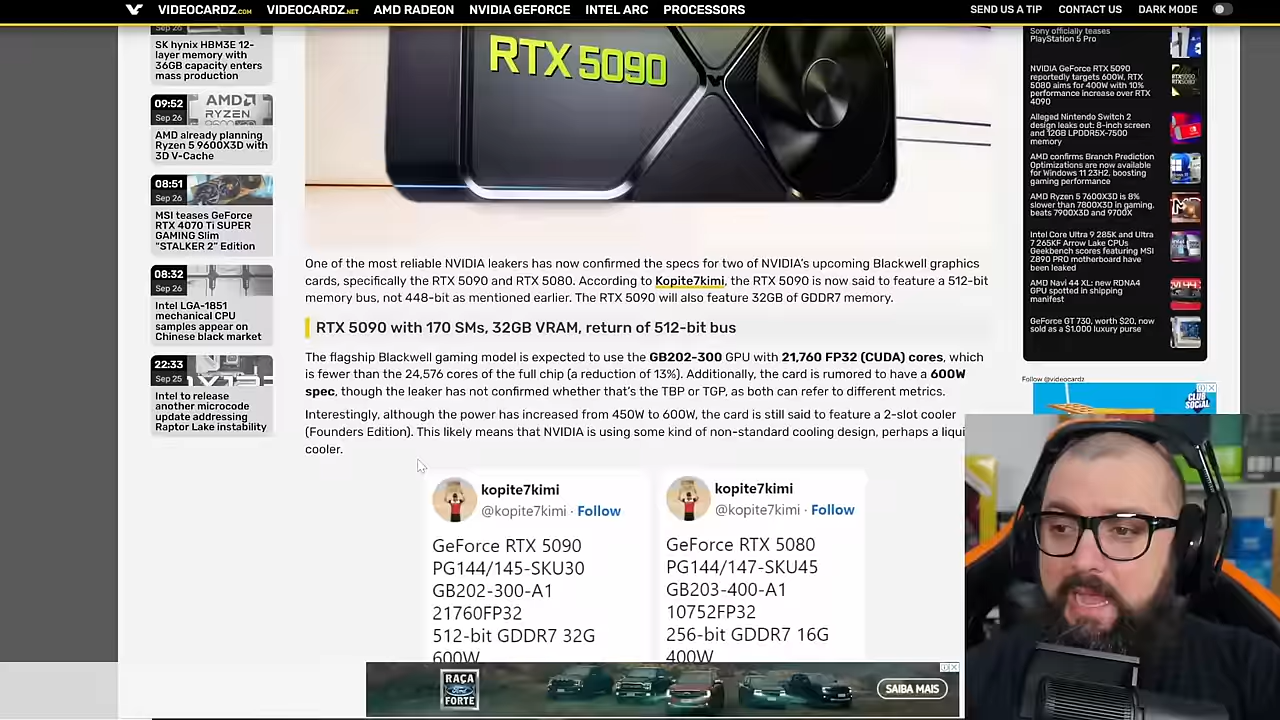 VIDEOCARDZ.COM
VIDEOCARDZ.NET
AMD RADEON
NVIDIA GEFORCE
INTEL ARC
PROCESSORS
SEND US A TIP
CONTACT US
DARK MODE
Sep 26
SK hynix HBM3E 12-
layer memory with
36GB capacity enters
mass production
09:52
Sep 26
AMD
RYZEN
AMD already planning
Ryzen 5 9600X3D with
3D V-Cache
08:51
Sep 26
MSI teases GeForce
RTX 4070 Ti SUPER
GAMING Slim
"STALKER 2" Edition
08:32
Sep 26
Intel LGA-1851
mechanical CPU
samples appear on
Chinese black market
22:33
Sep 25
Intel to release
another microcode
update addressing
Raptor Lake instability
RTX 5090
One of the most reliable NVIDIA leakers has now confirmed the specs for two of NVIDIA's upcoming Blackwell graphics
cards, specifically the RTX 5090 and RTX 5080. According to Kopite7kimi, the RTX 5090 is now said to feature a 512-bit
memory bus, not 448-bit as mentioned earlier. The RTX 5090 will also feature 32GB of GDDR7 memory.
RTX 5090 with 170 SMs, 32GB VRAM, return of 512-bit bus
The flagship Blackwell gaming model is expected to use the GB202-300 GPU with 21,760 FP32 (CUDA) cores, which
is fewer than the 24,576 cores of the full chip (a reduction of 13%). Additionally, the card is rumored to have a 600W
spec, though the leaker has not confirmed whether that's the TBP or TGP, as both can refer to different metrics.
Interestingly, although the power has increased from 450W to 600W, the card is still said to feature a 2-slot cooler
(Founders Edition). This likely means that NVIDIA is using some kind of non-standard cooling design, perhaps a liqui
cooler.
kopite7kimi
@kopite7kimi · Follow
GeForce RTX 5090
PG144/145-SKU30
GB202-300-A1
21760FP32
512-bit GDDR7 32G
600W
kopite7kimi
@kopite7kimi · Follow
GeForce RTX 5080
PG144/147-SKU45
GB203-400-A1
10752FP32
256-bit GDDR7 16G
400W
Sony officially teases
PlayStation 5 Pro
NVIDIA GeForce RTX 5090
reportedly targets 600W, RTX
5080 aims for 400W with 10%
performance increase over RTX
4090
Alleged Nintendo Switch 2
design leaks out: 8-inch screen
and 12GB LPDDR5X-7500
memory
AMD confirms Branch Prediction
Optimizations are now available
for Windows 11 23H2, boosting
gaming performance
AMD Ryzen 5 7600X3D is 8%
slower than 7800X3D in gaming,
beats 7900X3D and 9700X
Intel Core Ultra 9 285K and Ultra
7 265KF Arrow Lake CPUs
Geekbench scores featuring MSI
Z890 PRO motherboard have
been leaked
AMD Navi 44 XL: new RDNA4
GPU spotted in shipping
manifest
GeForce GT 730, worth $20, now
sold as a $1,000 luxury purse
Follow @videocardz
CLUB
SOCIAL
RAÇA
Ford
FORTE
SAIBA MAIS